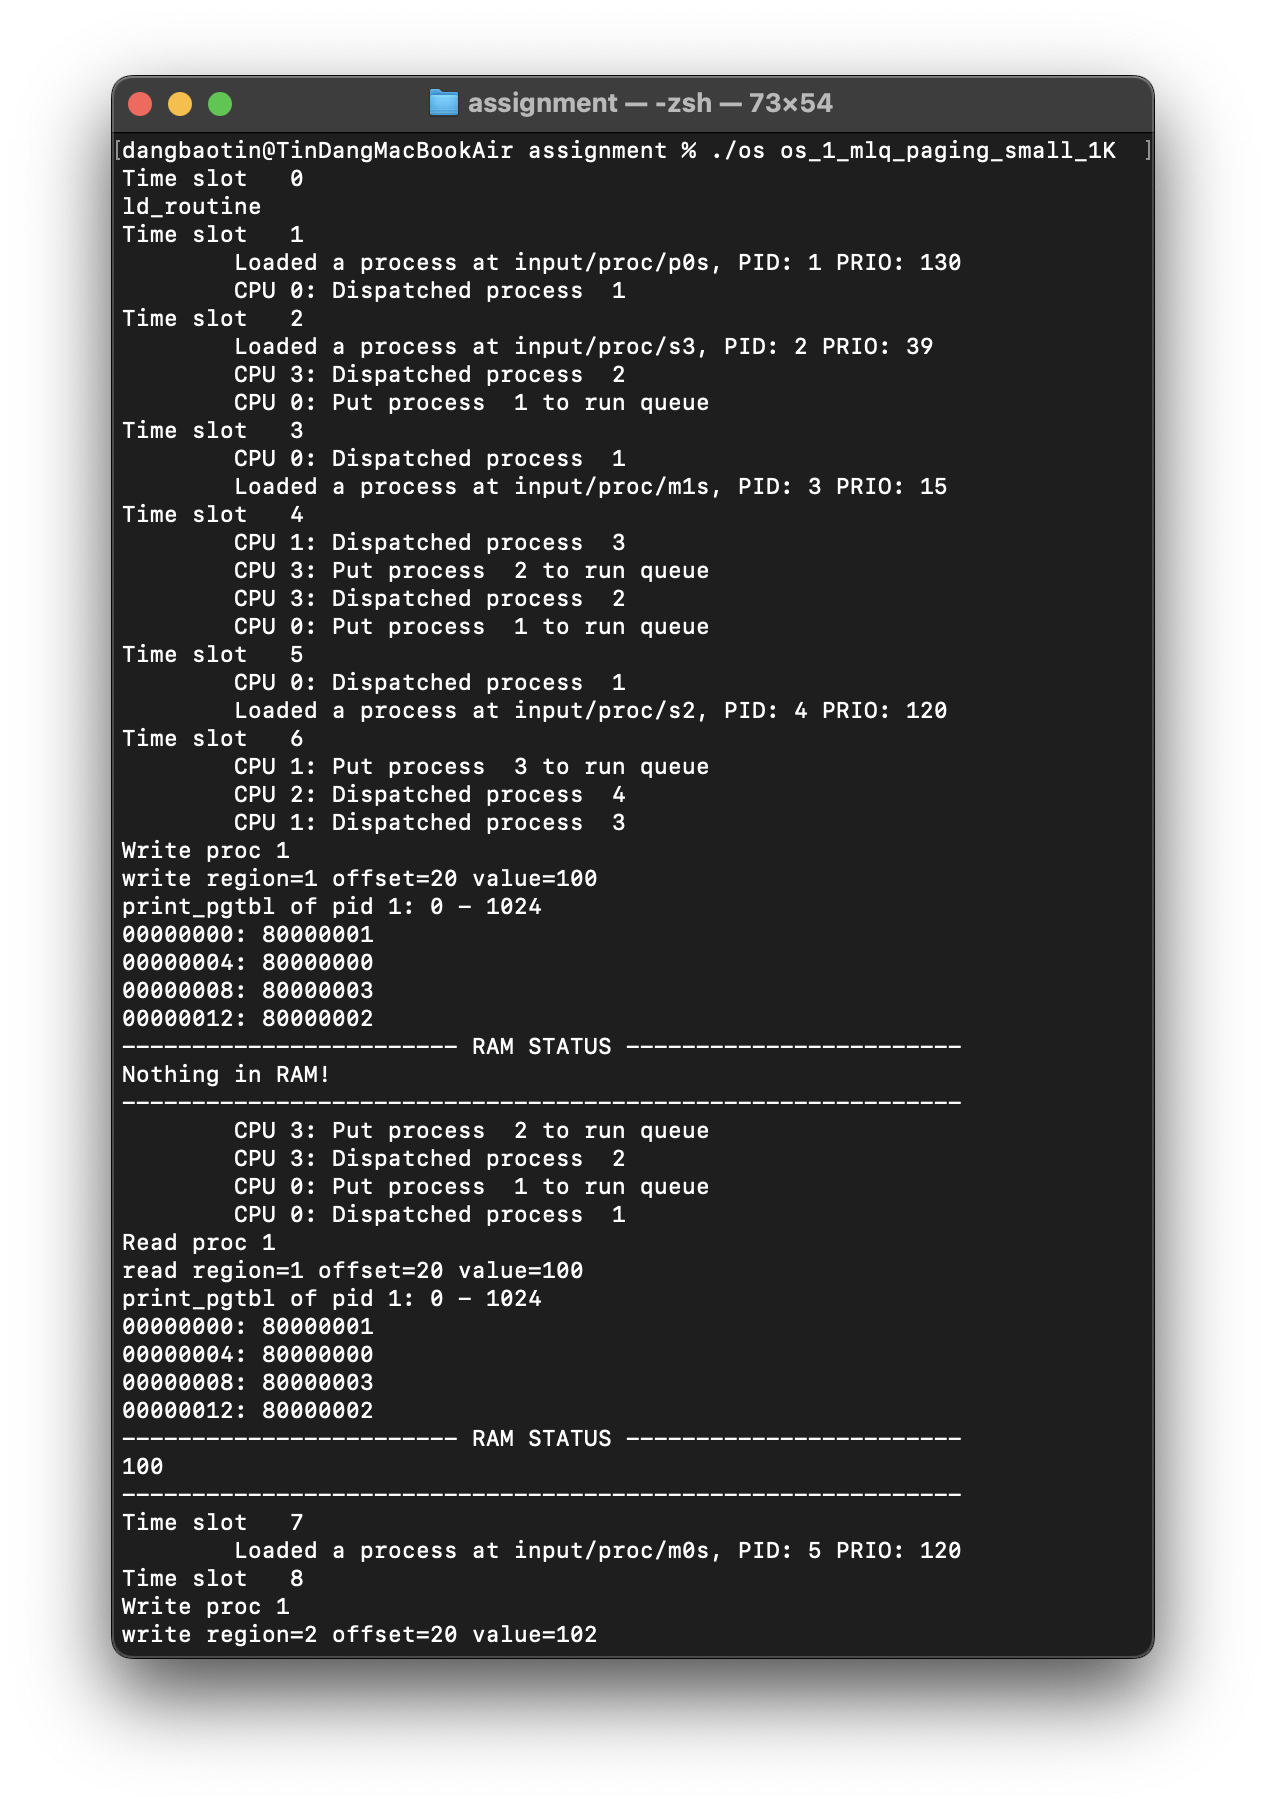 assignment — -zsh — 73×54
[dangbaotin@TinDangMacBookAir assignment % ./os os_1_mlq_paging_small_1K  ]
Time slot   0
ld_routine
Time slot   1
        Loaded a process at input/proc/p0s, PID: 1 PRIO: 130
        CPU 0: Dispatched process  1
Time slot   2
        Loaded a process at input/proc/s3, PID: 2 PRIO: 39
        CPU 3: Dispatched process  2
        CPU 0: Put process  1 to run queue
Time slot   3
        CPU 0: Dispatched process  1
        Loaded a process at input/proc/m1s, PID: 3 PRIO: 15
Time slot   4
        CPU 1: Dispatched process  3
        CPU 3: Put process  2 to run queue
        CPU 3: Dispatched process  2
        CPU 0: Put process  1 to run queue
Time slot   5
        CPU 0: Dispatched process  1
        Loaded a process at input/proc/s2, PID: 4 PRIO: 120
Time slot   6
        CPU 1: Put process  3 to run queue
        CPU 2: Dispatched process  4
        CPU 1: Dispatched process  3
Write proc 1
write region=1 offset=20 value=100
print_pgtbl of pid 1: 0 - 1024
00000000: 80000001
00000004: 80000000
00000008: 80000003
00000012: 80000002
------------------------ RAM STATUS ------------------------
Nothing in RAM!
------------------------------------------------------------
        CPU 3: Put process  2 to run queue
        CPU 3: Dispatched process  2
        CPU 0: Put process  1 to run queue
        CPU 0: Dispatched process  1
Read proc 1
read region=1 offset=20 value=100
print_pgtbl of pid 1: 0 - 1024
00000000: 80000001
00000004: 80000000
00000008: 80000003
00000012: 80000002
------------------------ RAM STATUS ------------------------
100
------------------------------------------------------------
Time slot   7
        Loaded a process at input/proc/m0s, PID: 5 PRIO: 120
Time slot   8
Write proc 1
write region=2 offset=20 value=102